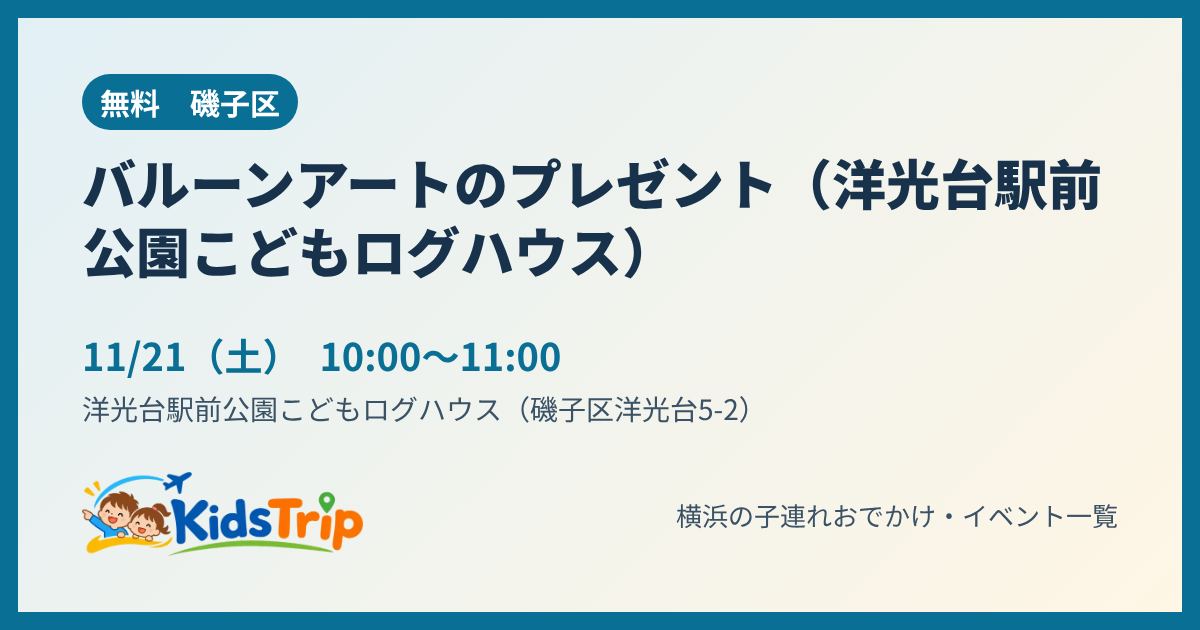 無料　磯子区
バルーンアートのプレゼント（洋光台駅前
公園こどもログハウス）
11/21（土）　10:00〜11:00
洋光台駅前公園こどもログハウス（磯子区洋光台5-2）
KidsTrip
横浜の子連れおでかけ・イベント一覧